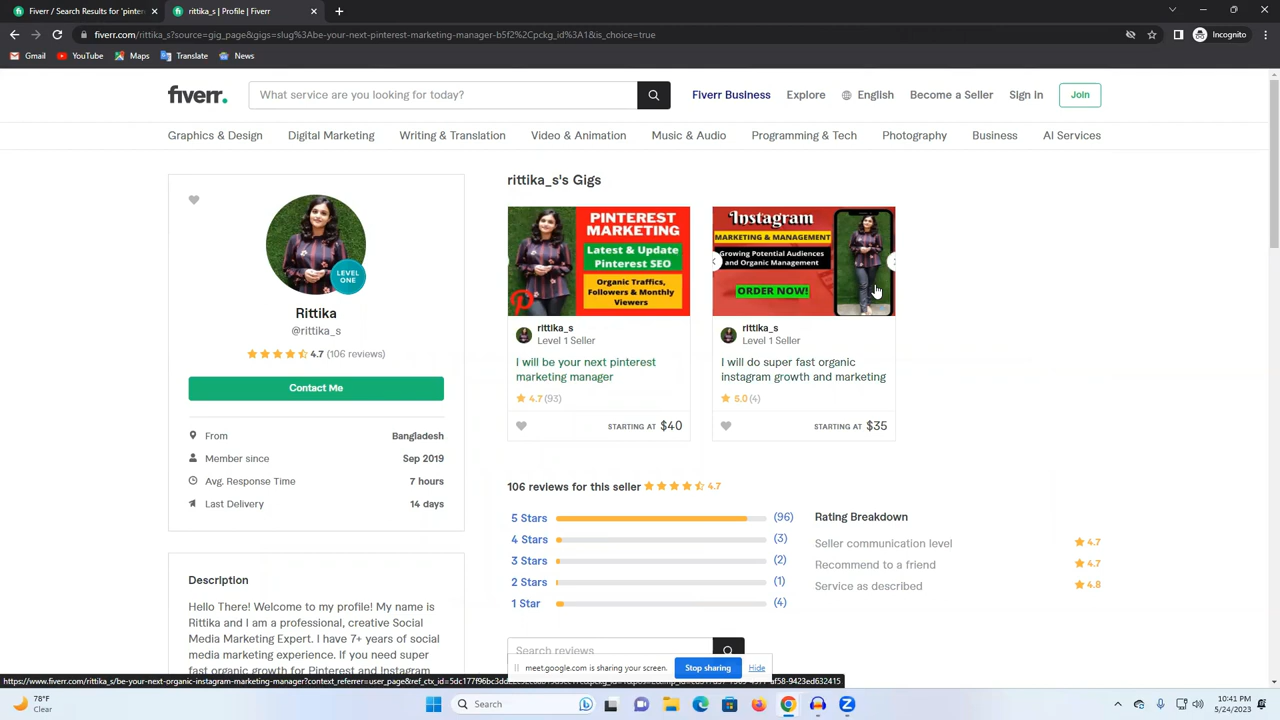 Fiverr / Search Results for 'pinter
rittika_s | Profile | Fiverr
fiverr.com/rittika_s?source=gig_page&gigs=slug%3Abe-your-next-pinterest-marketing-manager-b5f2%2Cpckg_id%3A1&is_choice=true
Incognito
Gmail
YouTube
Maps
Translate
News
fiverr.
What service are you looking for today?
Fiverr Business
Explore
English
Become a Seller
Sign In
Join
Graphics & Design
Digital Marketing
Writing & Translation
Video & Animation
Music & Audio
Programming & Tech
Photography
Business
AI Services
LEVEL
ONE
Rittika
@rittika_s
4.7 (106 reviews)
Contact Me
From Bangladesh
Member since Sep 2019
Avg. Response Time 7 hours
Last Delivery 14 days
Description
Hello There! Welcome to my profile! My name is
Rittika and I am a professional, creative Social
Media Marketing Expert. I have 7+ years of social
media marketing experience. If you need super
fast organic growth for Pinterest and Instagram
rittika_s's Gigs
PINTEREST
MARKETING
Latest & Update
Pinterest SEO
Organic Traffics,
Followers & Monthly
Viewers
rittika_s
Level 1 Seller
I will be your next pinterest
marketing manager
4.7 (93)
STARTING AT $40
Instagram
MARKETING & MANAGEMENT
Growing Potential Audiences
and Organic Management
ORDER NOW!
rittika_s
Level 1 Seller
I will do super fast organic
instagram growth and marketing
5.0 (4)
STARTING AT $35
106 reviews for this seller 4.7
5 Stars (96)
4 Stars (3)
3 Stars (2)
2 Stars (1)
1 Star (4)
Rating Breakdown
Seller communication level 4.7
Recommend to a friend 4.7
Service as described 4.8
Search reviews
meet.google.com is sharing your screen.
Stop sharing
Hide
78°F
Clear
Search
10:41 PM
5/24/2023